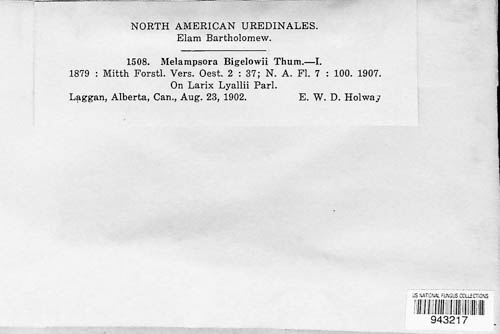 NORTH AMERICAN UREDINALES.
Elam Bartholomew.
1508. Melampsora Bigelowii Thum.—I.
1879 : Mitth Forstl. Vers. Oest. 2 : 37; N. A. Fl. 7 : 100. 1907.
On Larix Lyallii Parl.
Laggan, Alberta, Can., Aug. 23, 1902. E. W. D. Holway
US NATIONAL FUNGUS COLLECTIONS
943217